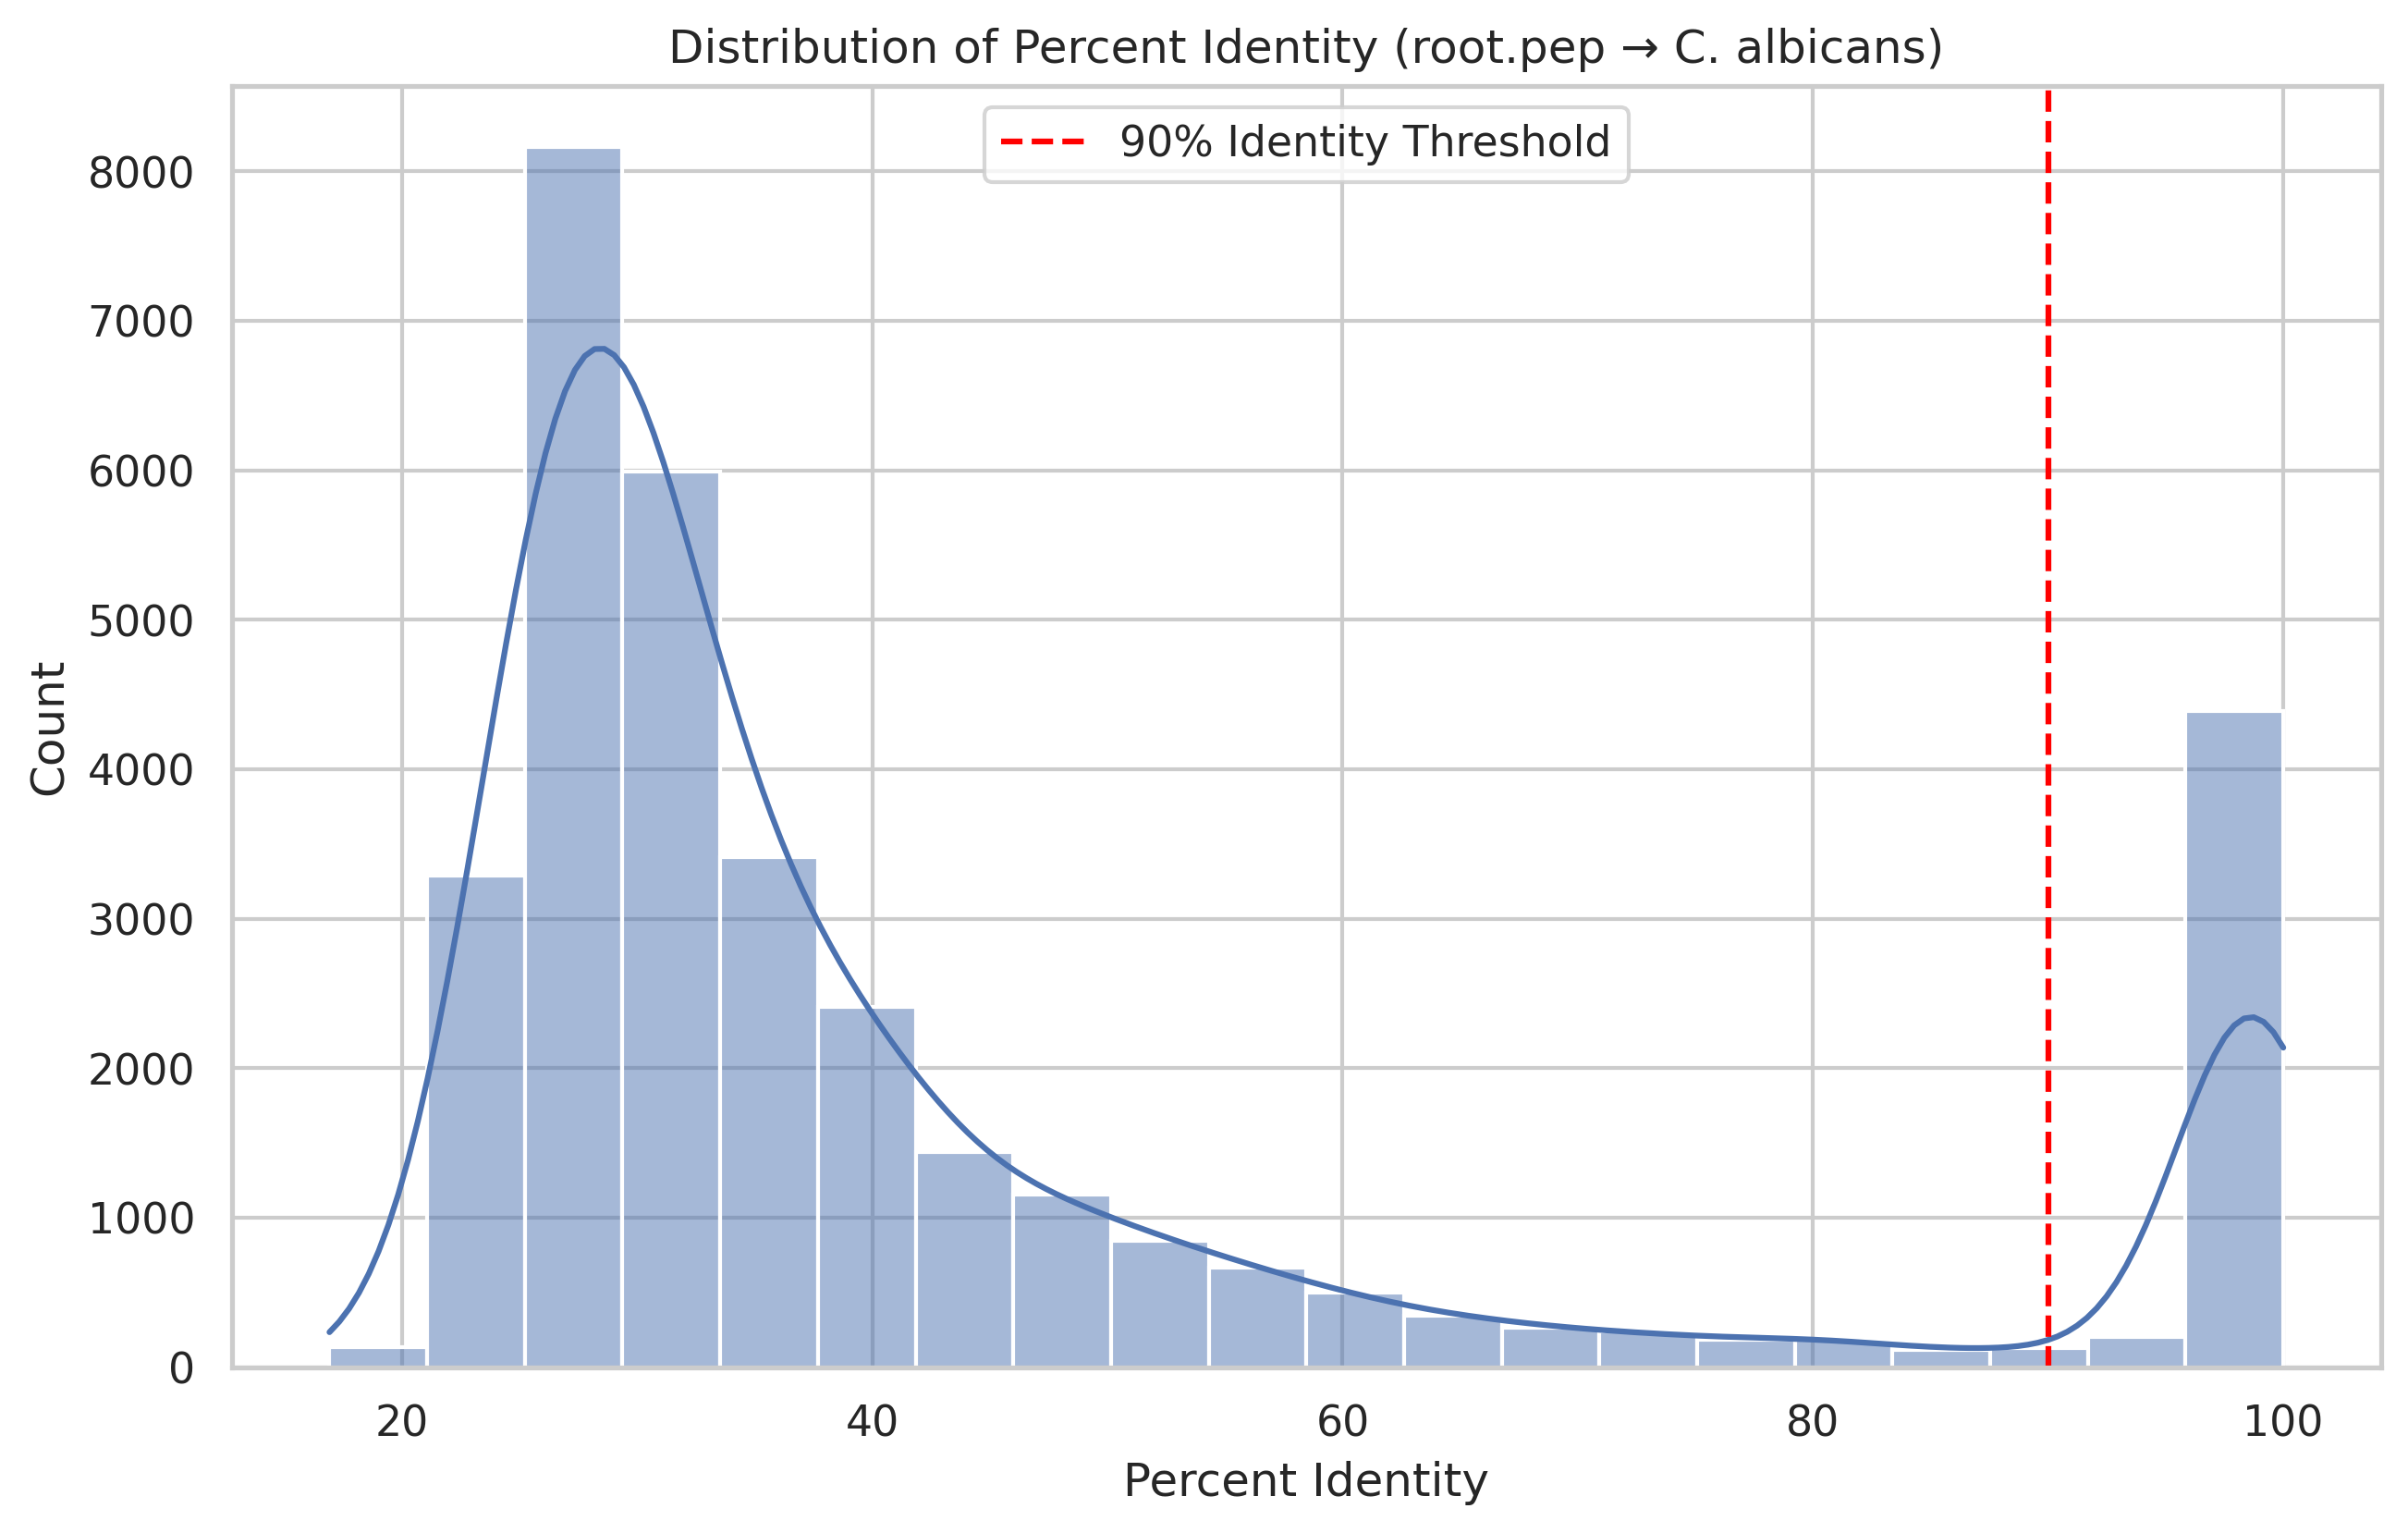 Distribution of Percent Identity (root.pep → C. albicans)
90% Identity Threshold
8000
7000
6000
5000
4000
3000
2000
1000
0
Count
20 40 60 80 100
Percent Identity